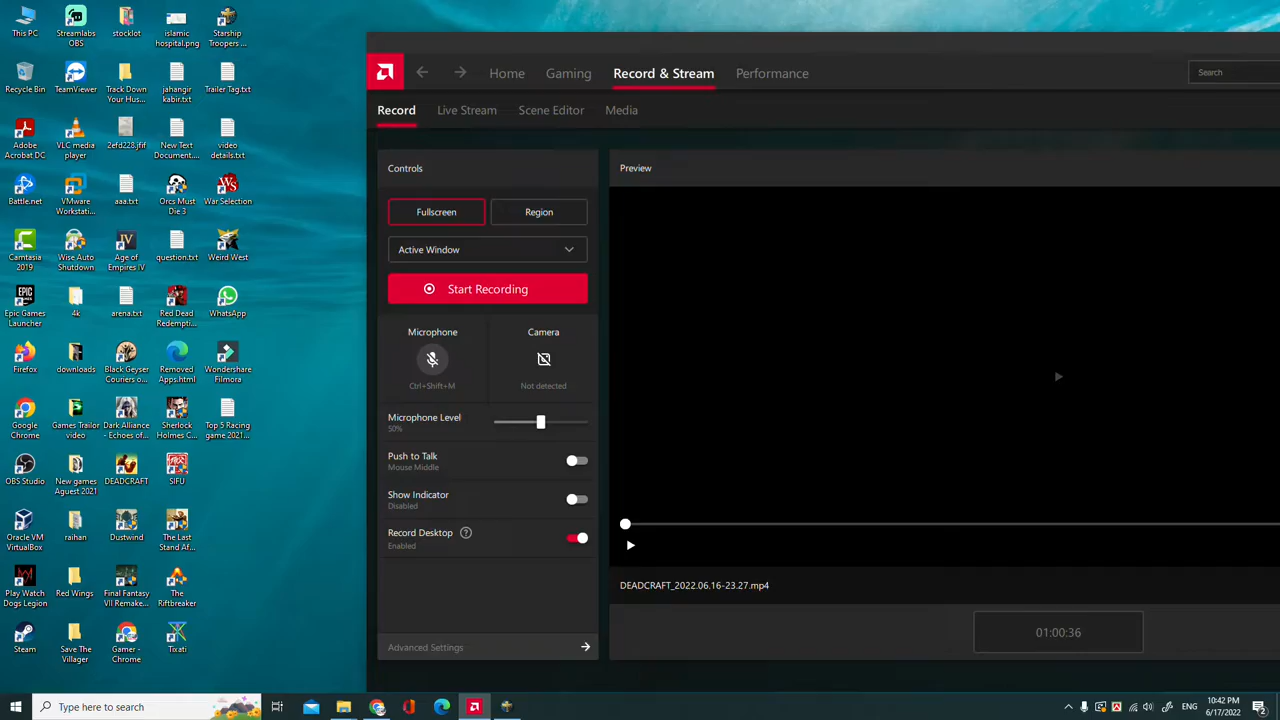 This PC
Streamlabs
OBS
stocklot
islamic
hospital.png
Starship
Troopers ...
Recycle Bin
TeamViewer
Track Down
Your Hus...
jahangir
kabir.txt
Trailer Tag.txt
Adobe
Acrobat DC
VLC media
player
2efd228.jfif
New Text
Document....
video
details.txt
Battle.net
VMware
Workstati...
aaa.txt
Orcs Must
Die 3
War Selection
Camtasia
2019
Wise Auto
Shutdown
Age of
Empires IV
question.txt
Weird West
Epic Games
Launcher
4k
arena.txt
Red Dead
Redempti...
WhatsApp
Firefox
downloads
Black Geyser
Couriers o...
Removed
Apps.html
Wondershare
Filmora
Google
Chrome
Games Trailor
video
Dark Alliance
- Echoes of...
Sherlock
Holmes C...
Top 5 Racing
game 2021...
OBS Studio
New games
Aguest 2021
DEADCRAFT
SIFU
Oracle VM
VirtualBox
raihan
Dustwind
The Last
Stand Af...
Play Watch
Dogs Legion
Red Wings
Final Fantasy
VII Remake...
The
Riftbreaker
Steam
Save The
Villager
Gamer -
Chrome
Tixati
Home
Gaming
Record & Stream
Performance
Search
Record
Live Stream
Scene Editor
Media
Controls
Preview
Fullscreen
Region
Active Window
Start Recording
Microphone
Camera
Ctrl+Shift+M
Not detected
Microphone Level
50%
Push to Talk
Mouse Middle
Show Indicator
Disabled
Record Desktop
Enabled
DEADCRAFT_2022.06.16-23.27.mp4
Advanced Settings
01:00:36
Type here to search
ENG
10:42 PM
6/17/2022
2